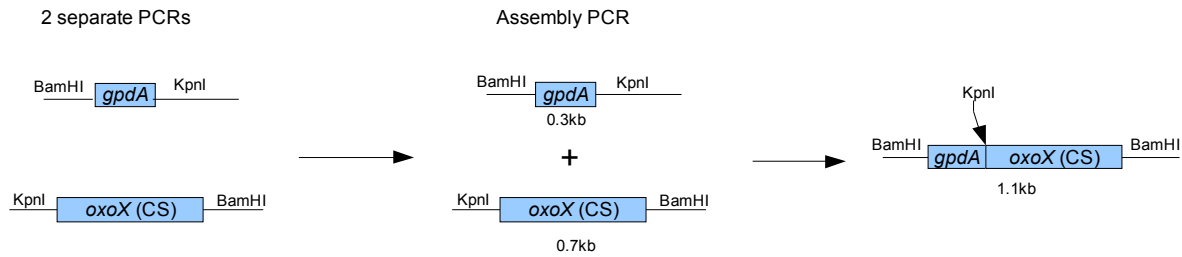 2 separate PCRs
Assembly PCR
BamHI
gpdA
KpnI
BamHI
gpdA
KpnI
0.3kb
+
KpnI
BamHI
gpdA
oxoX (CS)
BamHI
1.1kb
KpnI
oxoX (CS)
BamHI
KpnI
oxoX (CS)
BamHI
0.7kb